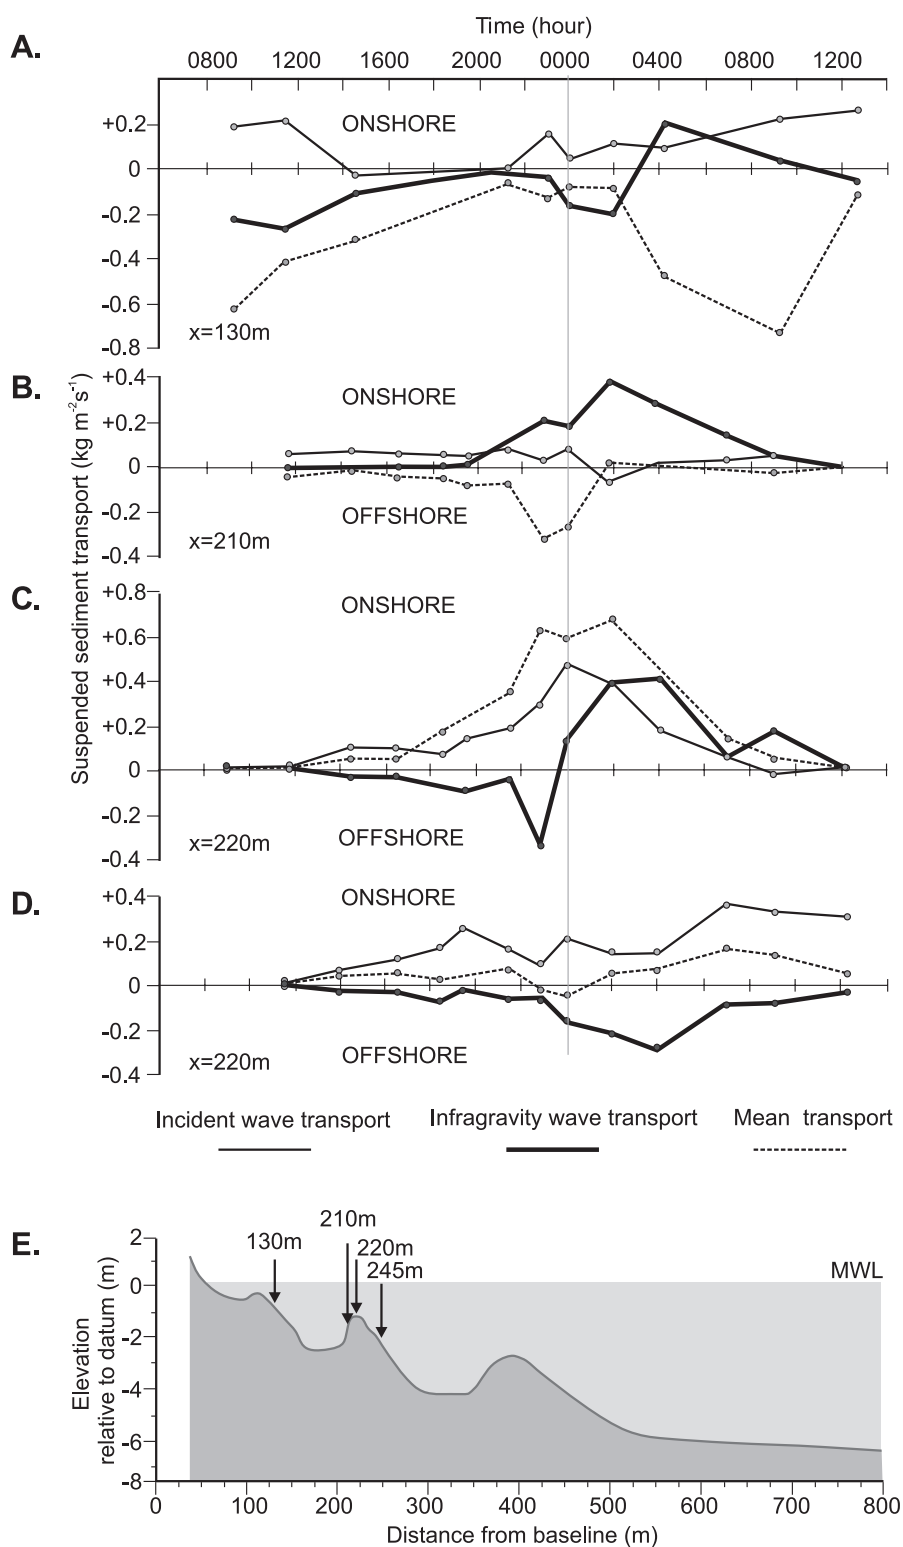 A.
Time (hour)
0800 1200 1600 2000 0000 0400 0800 1200
+0.2
0
-0.2
-0.4
-0.6
-0.8
ONSHORE
x=130m
Suspended sediment transport (kg m-2s-1)
B.
+0.4
+0.2
0
-0.2
-0.4
ONSHORE
OFFSHORE
x=210m
C.
+0.8
+0.6
+0.4
+0.2
0
-0.2
-0.4
ONSHORE
OFFSHORE
x=220m
D.
+0.4
+0.2
0
-0.2
-0.4
ONSHORE
OFFSHORE
x=220m
Incident wave transport Infragravity wave transport Mean transport
E.
210m
130m
220m
245m
MWL
Elevation
relative to datum (m)
2
0
-2
-4
-6
-8
0 100 200 300 400 500 600 700 800
Distance from baseline (m)